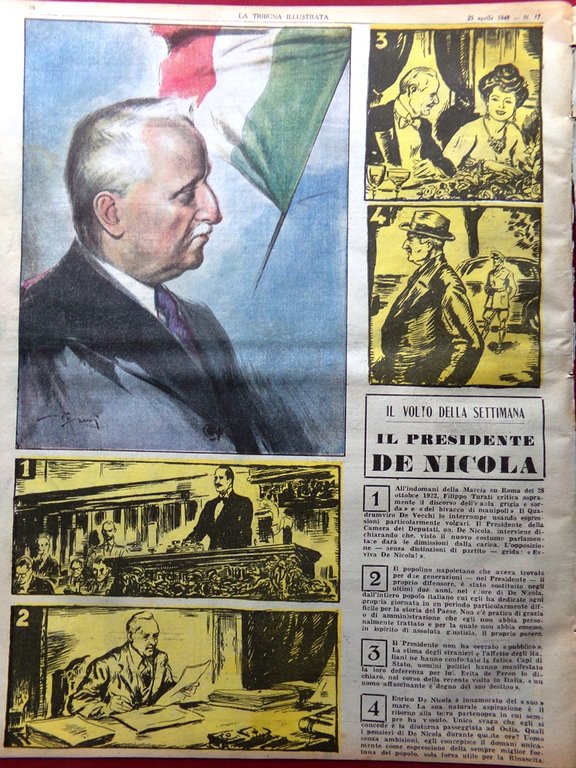 16
LA TRIBUNA ILLUSTRATA
25 aprile 1948 — N. 17
3
4
1
2
IL VOLTO DELLA SETTIMANA
IL PRESIDENTE
DE NICOLA
1
All'indomani della Marcia su Roma del 28
ottobre 1922, Filippo Turati critica aspra-
mente il discorso dell'«aula grigia e sor-
da» e «del bivacco di manipoli» Il Qua-
drumviro De Vecchi lo interrompe usando espres-
sioni particolarmente volgari. Il Presidente della
Camera dei Deputati, on. De Nicola, interviene di-
chiarando che, visto il nuovo costume parlamen-
tare darà le dimissioni dalla carica. L'opposizio-
ne — senza distinzioni di partito — grida: «Ev-
viva De Nicola!».
2
Il popolino napoletano che aveva trovato
per due generazioni — nel Presidente — il
proprio difensore, è stato sostituito negli
ultimi due anni, nel cuore di De Nicola,
dall'intiero popolo italiano cui egli ha dedicato ogni
propria giornata in un periodo particolarmente dif-
ficile per la storia del Paese. Non c'è pratica di grazia
o di amministrazione che egli non abbia personal-
mente trattato e per la quale non abbia emesso,
in ispirito di assoluta giustizia, il proprio parere.
3
Il Presidente non ha cercato «pubblico».
La stima degli stranieri e l'affetto degli ita-
liani ne hanno confortato la fatica. Capi di
Stato, uomini politici hanno manifestato
la loro deferenza per lui. Evita de Peron lo di-
chiarò, nel corso della recente visita in Italia, «un
uomo affascinante e degno del suo destino».
4
Enrico De Nicola è innamorato del «suo»
mare. La sua naturale aspirazione è il
ritorno alla terra partenopea in cui sem-
pre ha vissuto. Unico svago che egli si
concede è la diuturna passeggiata ad Ostia. Quali
i pensieri di De Nicola durante queste ore? Uomo
senza ambizioni, egli concepisce il domani unica-
mente come espressione della sempre miglior for-
tuna del popolo, sola forza utile per la Rinascita